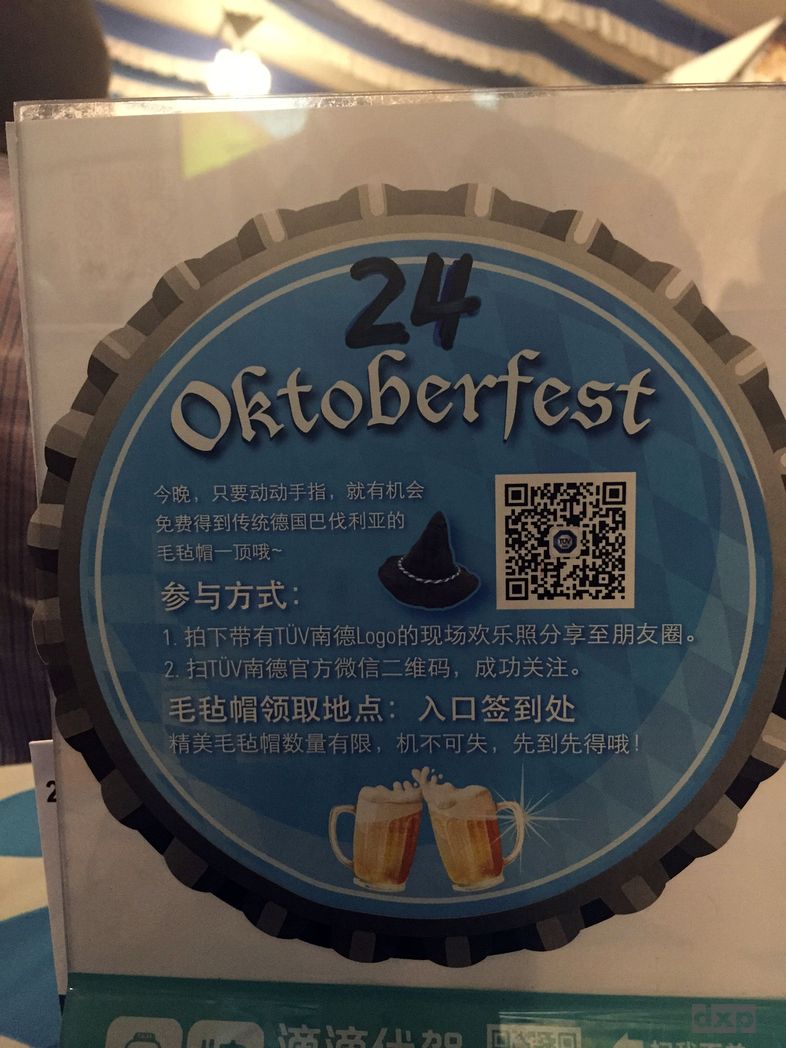 24
Oktoberfest
今晚，只要动动手指，就有机会
免费得到传统德国巴伐利亚的
毛毡帽一顶哦~
TÜV
参与方式：
1. 拍下带有TÜV南德Logo的现场欢乐照分享至朋友圈。
2. 扫TÜV南德官方微信二维码，成功关注。
毛毡帽领取地点：入口签到处
精美毛毡帽数量有限，机不可失，先到先得哦！
2
滴滴代驾
dxp